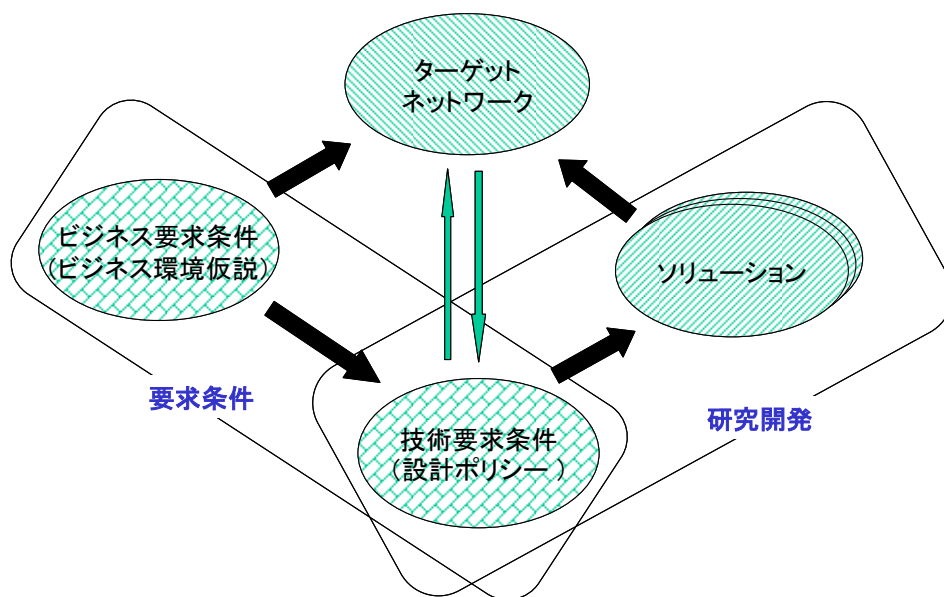 ターゲット
ネットワーク
ビジネス要求条件
(ビジネス環境仮説)
ソリューション
要求条件
研究開発
技術要求条件
(設計ポリシー )